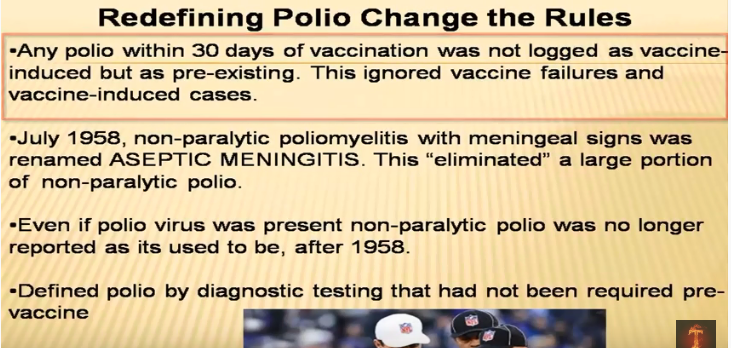 Redefining Polio Change the Rules
▪Any polio within 30 days of vaccination was not logged as vaccine-
induced but as pre-existing. This ignored vaccine failures and
vaccine-induced cases.
▪July 1958, non-paralytic poliomyelitis with meningeal signs was
renamed ASEPTIC MENINGITIS. This “eliminated” a large portion
of non-paralytic polio.
▪Even if polio virus was present non-paralytic polio was no longer
reported as its used to be, after 1958.
▪Defined polio by diagnostic testing that had not been required pre-
vaccine